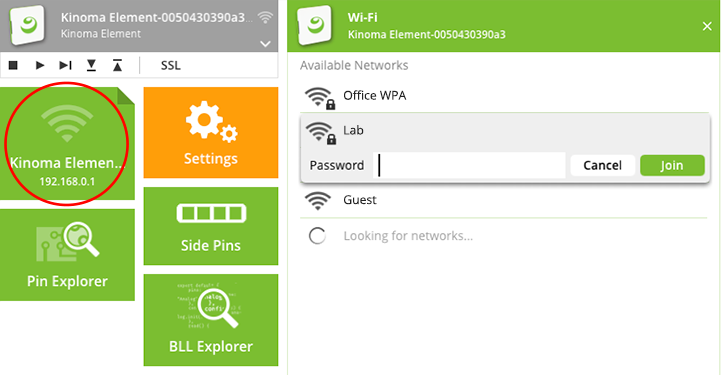 Kinoma Element-0050430390a3
Kinoma Element
SSL
Kinoma Elemen...
192.168.0.1
Settings
Pin Explorer
Side Pins
BLL Explorer
Wi-Fi
Kinoma Element-0050430390a3
Available Networks
Office WPA
Lab
Password
Cancel
Join
Guest
Looking for networks...